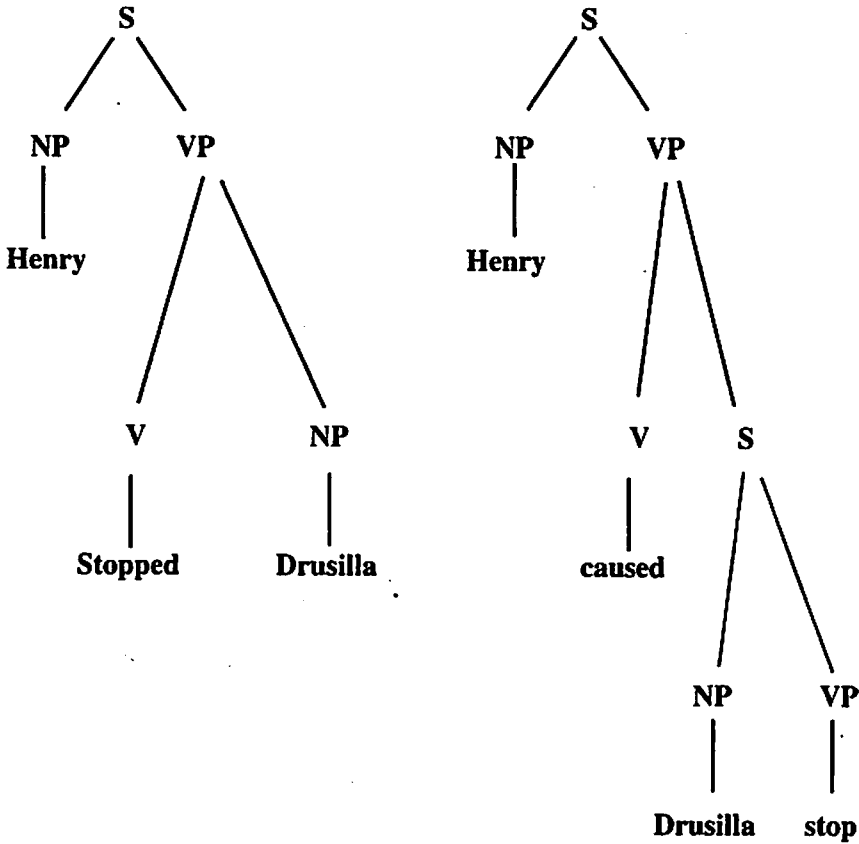 S S
NP VP NP VP
Henry Henry
V NP V S
Stopped Drusilla caused
NP VP
Drusilla stop